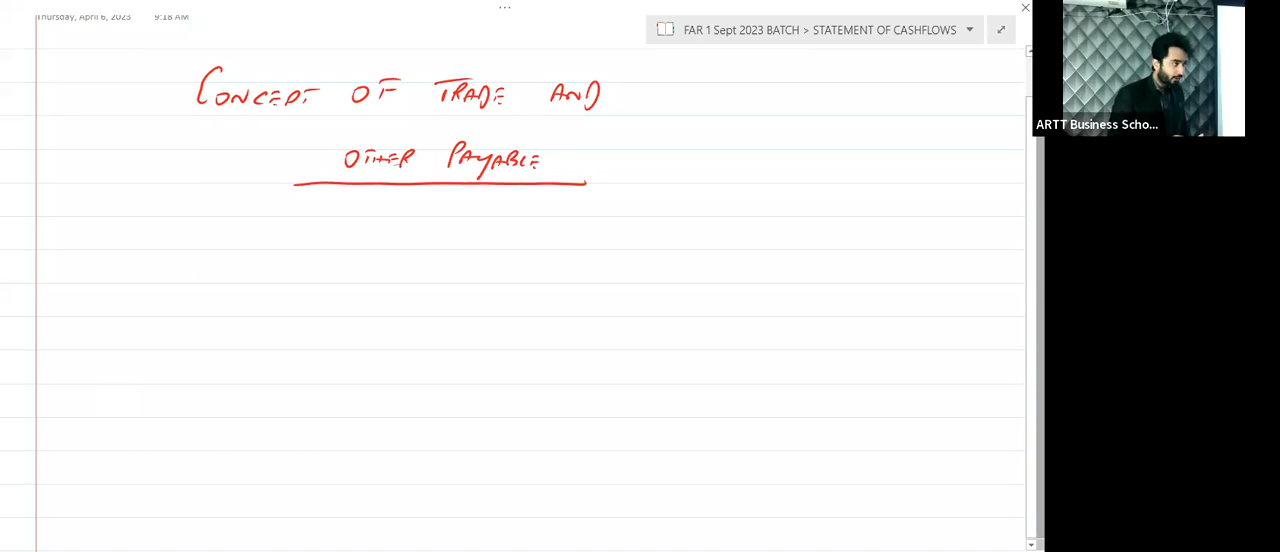 Thursday, April 6, 2023 9:18 AM
FAR 1 Sept 2023 BATCH > STATEMENT OF CASHFLOWS
CONCEPT OF TRADE AND
OTHER PAYABLE
ARTT Business Scho...